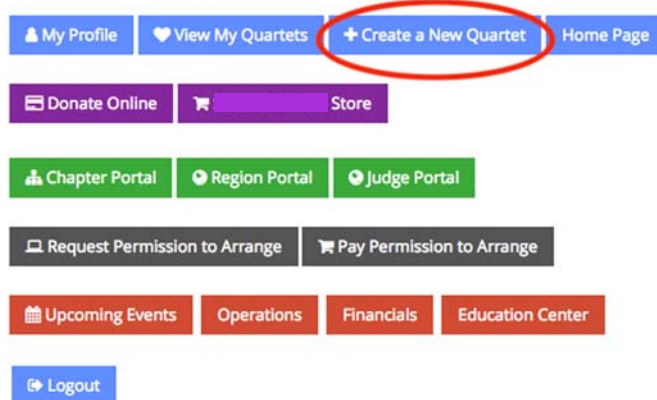 My Profile View My Quartets Create a New Quartet Home Page
Donate Online Store
Chapter Portal Region Portal Judge Portal
Request Permission to Arrange Pay Permission to Arrange
Upcoming Events Operations Financials Education Center
Logout